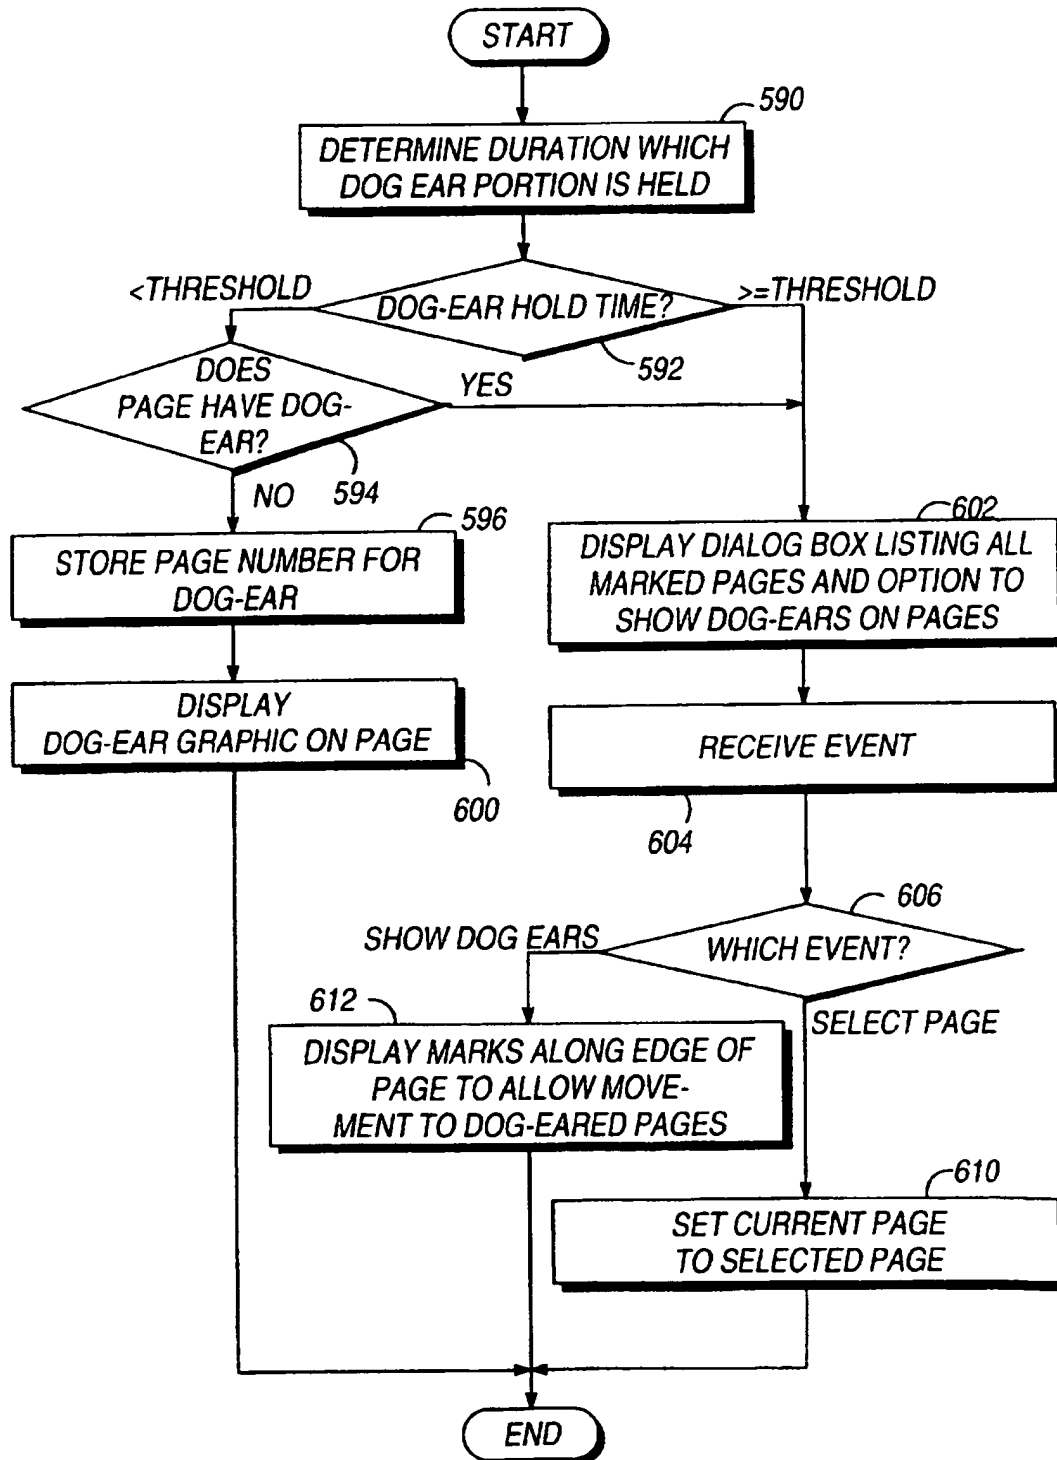 START
590
DETERMINE DURATION WHICH
DOG EAR PORTION IS HELD
<THRESHOLD
DOG-EAR HOLD TIME?
>=THRESHOLD
592
DOES
PAGE HAVE DOG-
EAR?
YES
594
NO
596
STORE PAGE NUMBER FOR
DOG-EAR
602
DISPLAY DIALOG BOX LISTING ALL
MARKED PAGES AND OPTION TO
SHOW DOG-EARS ON PAGES
DISPLAY
DOG-EAR GRAPHIC ON PAGE
600
RECEIVE EVENT
604
606
SHOW DOG EARS
WHICH EVENT?
612
SELECT PAGE
DISPLAY MARKS ALONG EDGE OF
PAGE TO ALLOW MOVE-
MENT TO DOG-EARED PAGES
610
SET CURRENT PAGE
TO SELECTED PAGE
END